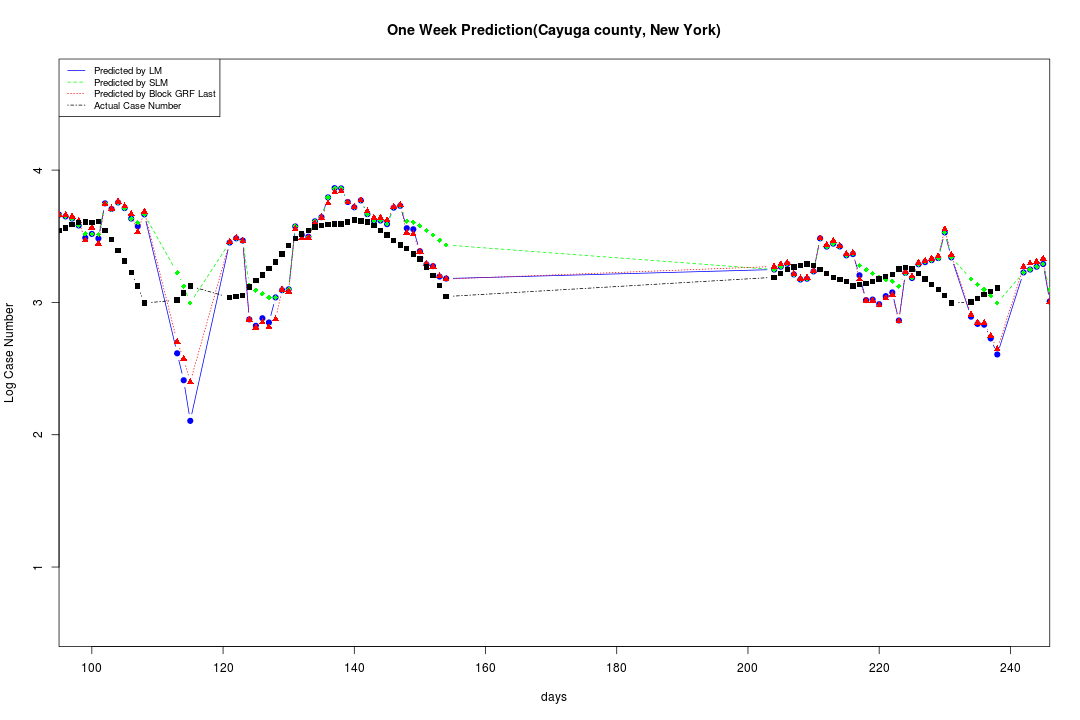 One Week Prediction(Cayuga county, New York)
Predicted by LM
Predicted by SLM
Predicted by Block GRF Last
Actual Case Number
4
3
2
1
Log Case Number
100 120 140 160 180 200 220 240
days